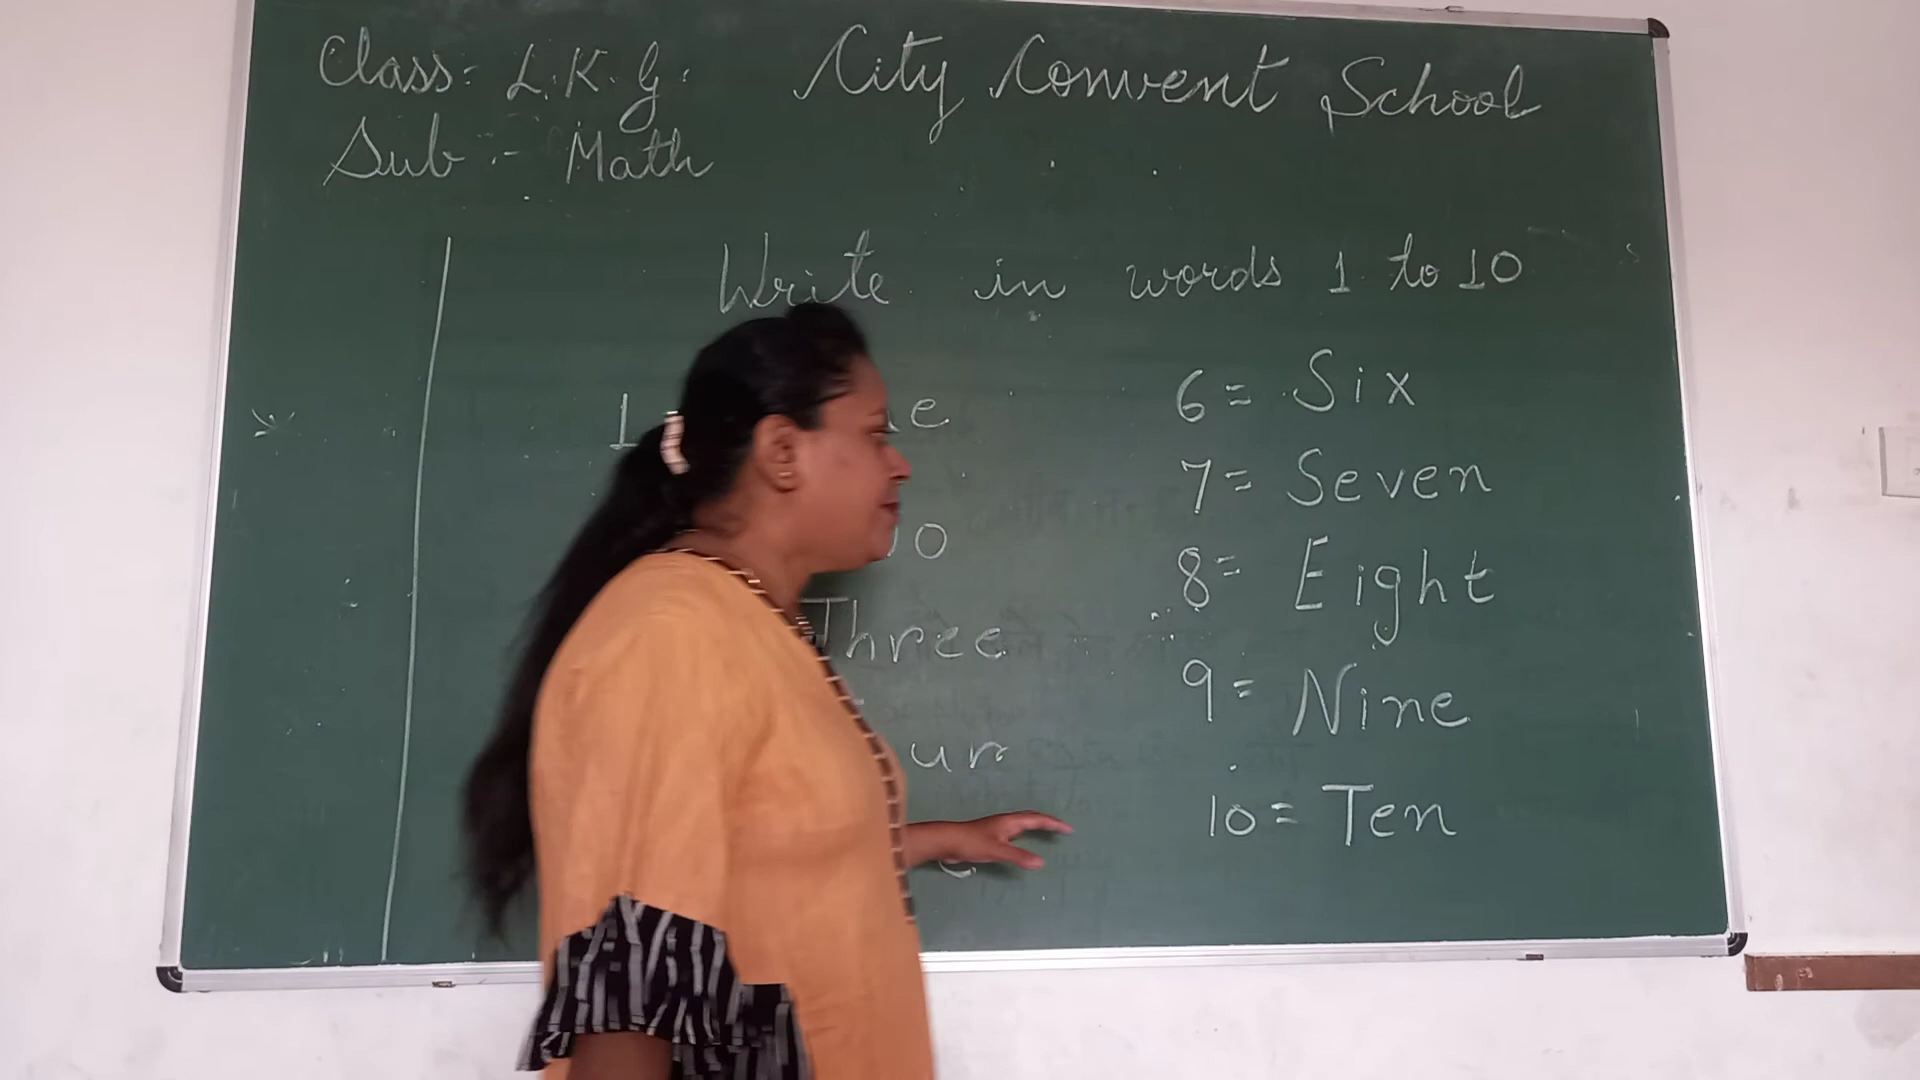 Class: L.K.G. City Convent School
Sub :- Math
Write in words 1 to 10
1
Three
6 = Six
7 = Seven
8 = Eight
9 = Nine
10 = Ten